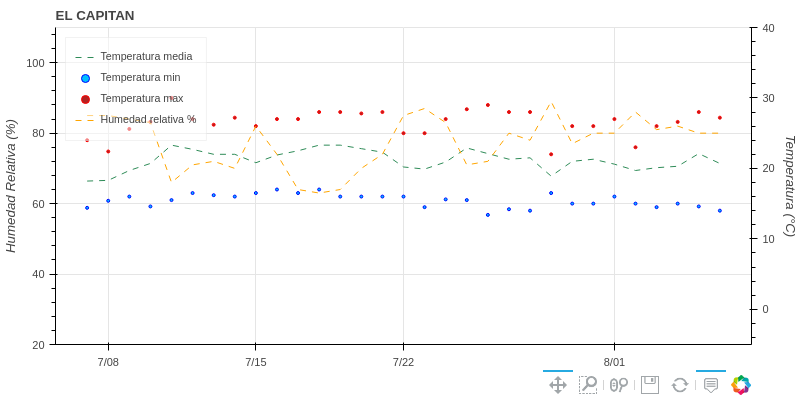 EL CAPITAN
Temperatura media
Temperatura min
Temperatura max
Humedad relativa %
Humedad Relativa (%)
100
80
60
40
20
Temperatura (°C)
40
30
20
10
0
7/08
7/15
7/22
8/01